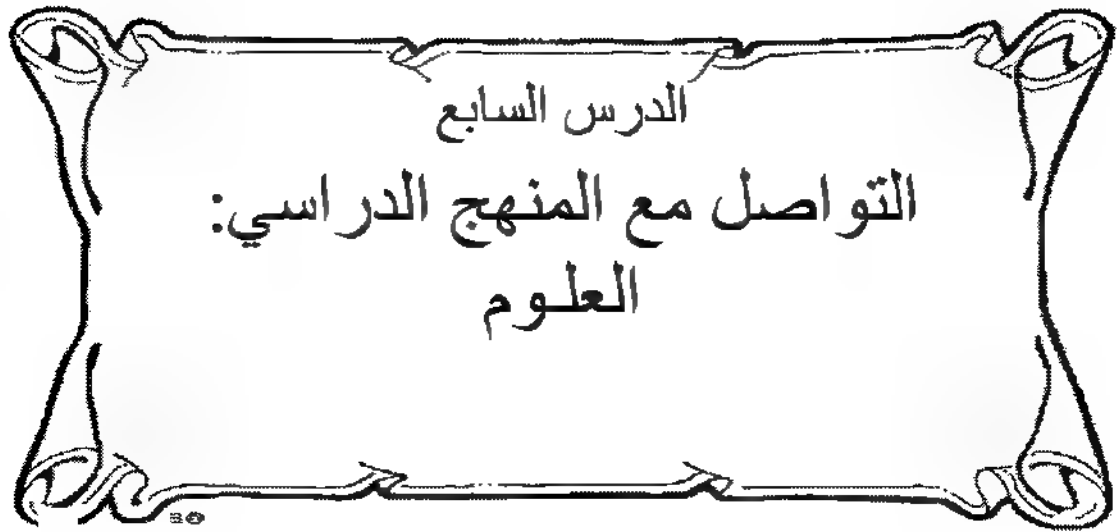 الدرس السابع
التواصل مع المنهج الدراسي:
العلوم